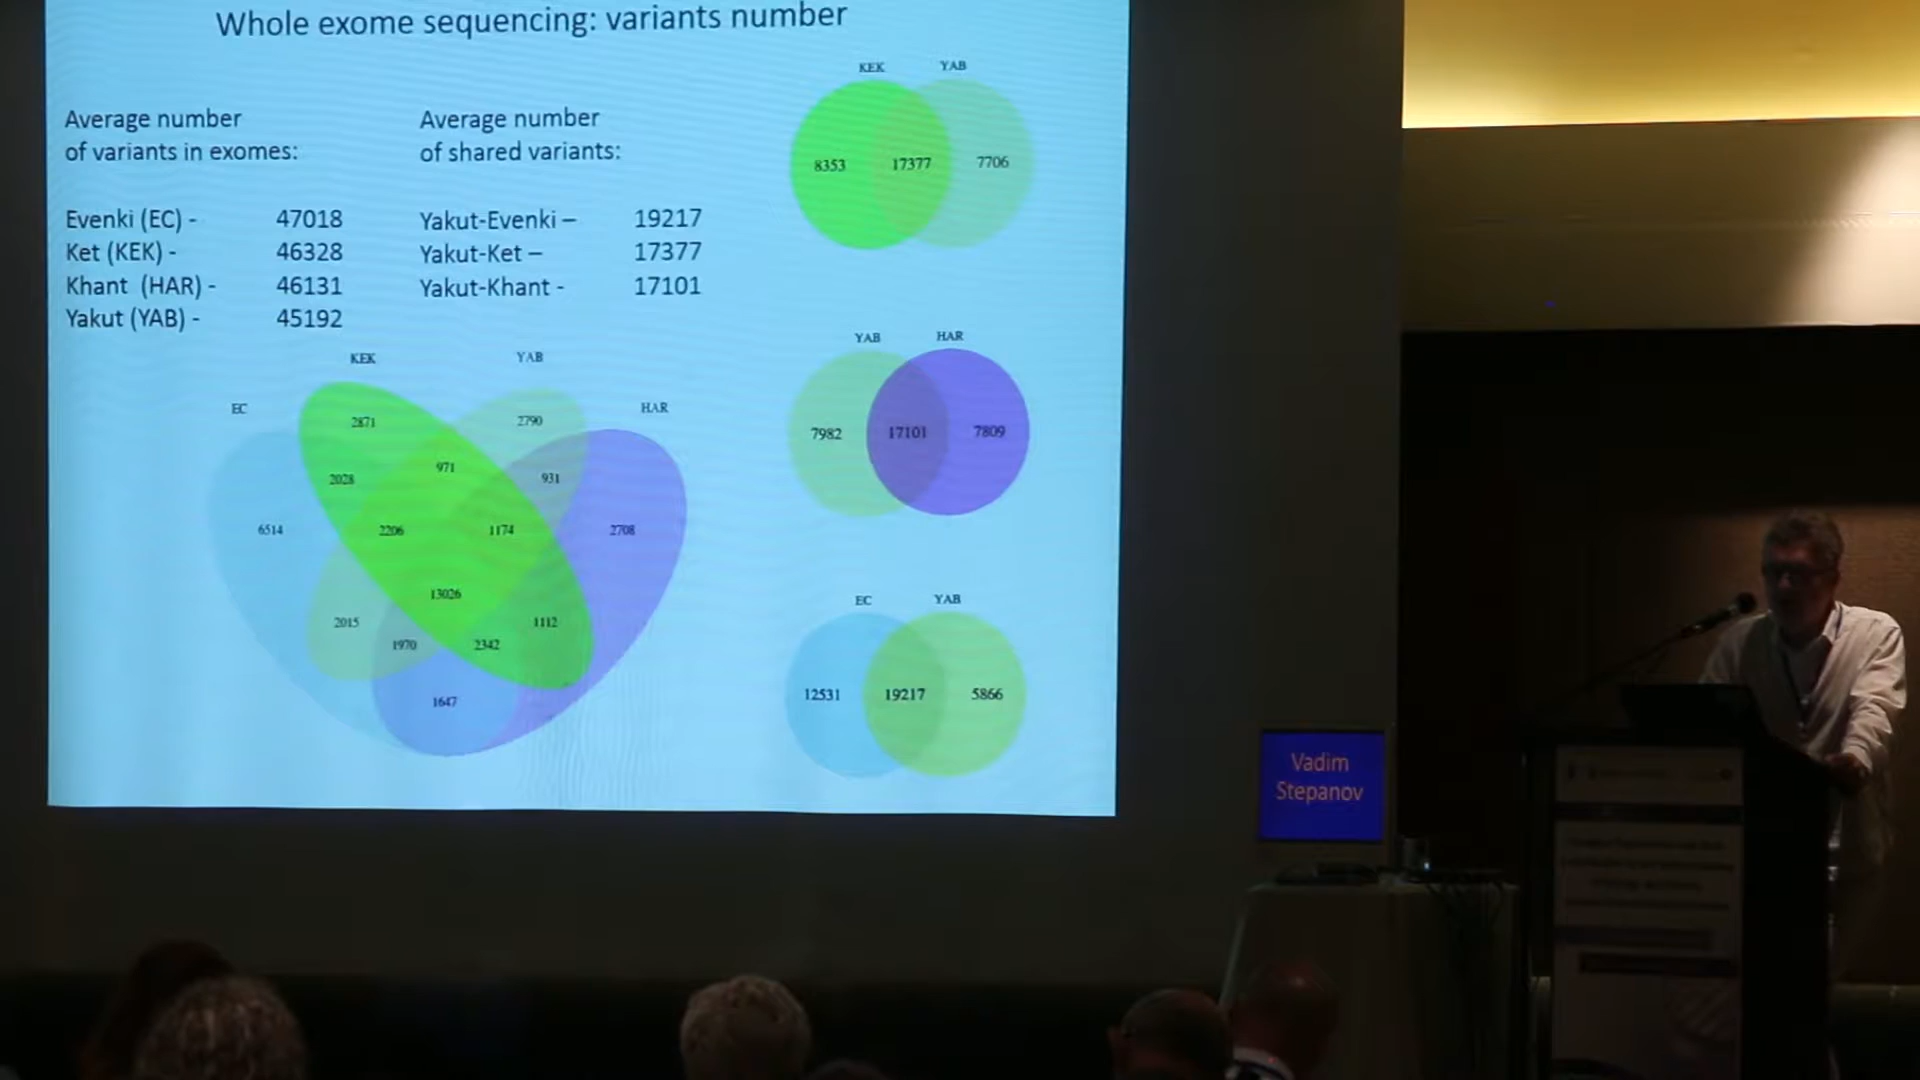 Whole exome sequencing: variants number
Average number
of variants in exomes:
Evenki (EC) - 47018
Ket (KEK) - 46328
Khant (HAR) - 46131
Yakut (YAB) - 45192
Average number
of shared variants:
Yakut-Evenki – 19217
Yakut-Ket – 17377
Yakut-Khant - 17101
KEK YAB
8353 17377 7706
YAB HAR
7982 17101 7809
EC YAB
12531 19217 5866
KEK YAB
EC HAR
2871 2790
971
2028 931
6514 2206 1174 2708
13026
2015 1112
1970 2342
1647
Vadim
Stepanov